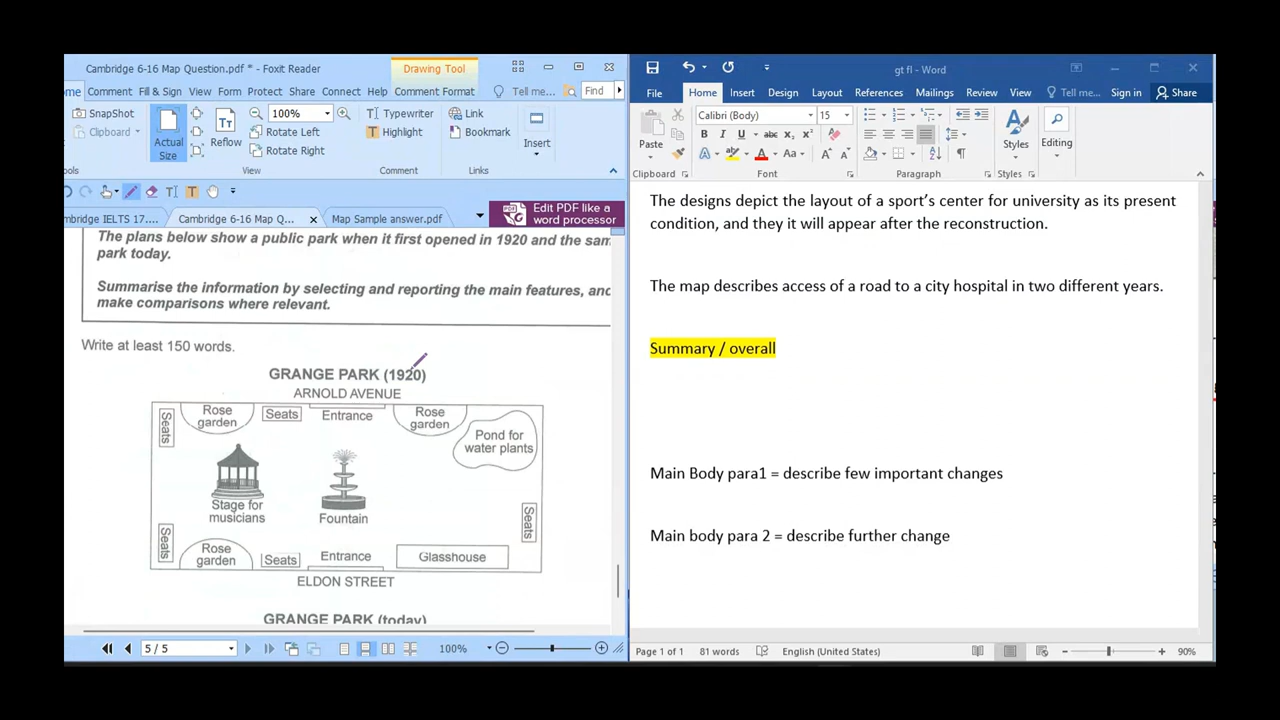 Cambridge 6-16 Map Question.pdf * - Foxit Reader
Drawing Tool
Comment Fill & Sign View Form Protect Share Connect Help Comment Format Tell me... Find
SnapShot
Clipboard
Actual Size
Reflow
100%
Rotate Left
Rotate Right
View
Typewriter
Highlight
Comment
Link
Bookmark
Links
Insert
Cambridge 6-16 Map Q...
Map Sample answer.pdf
Edit PDF like a
word processor
The plans below show a public park when it first opened in 1920 and the
park today.
Summarise the information by selecting and reporting the main features,
make comparisons where relevant.
Write at least 150 words.
GRANGE PARK (1920)
ARNOLD AVENUE
Seats
Rose garden
Seats
Entrance
Rose garden
Pond for water plants
Stage for musicians
Fountain
Seats
Seats
Rose garden
Seats
Entrance
Glasshouse
ELDON STREET
GRANGE PARK (today)
5 / 5
100%
gt fl - Word
File Home Insert Design Layout References Mailings Review View Tell me... Sign in Share
Paste
Clipboard
Calibri (Body) 15
B I U abc x₂ x²
A A Aa A A
Font
Paragraph
Styles
Styles
Editing
The designs depict the layout of a sport's center for university as its present
condition, and they it will appear after the reconstruction.
The map describes access of a road to a city hospital in two different years.
Summary / overall
Main Body para1 = describe few important changes
Main body para 2 = describe further change
Page 1 of 1 81 words English (United States) 90%